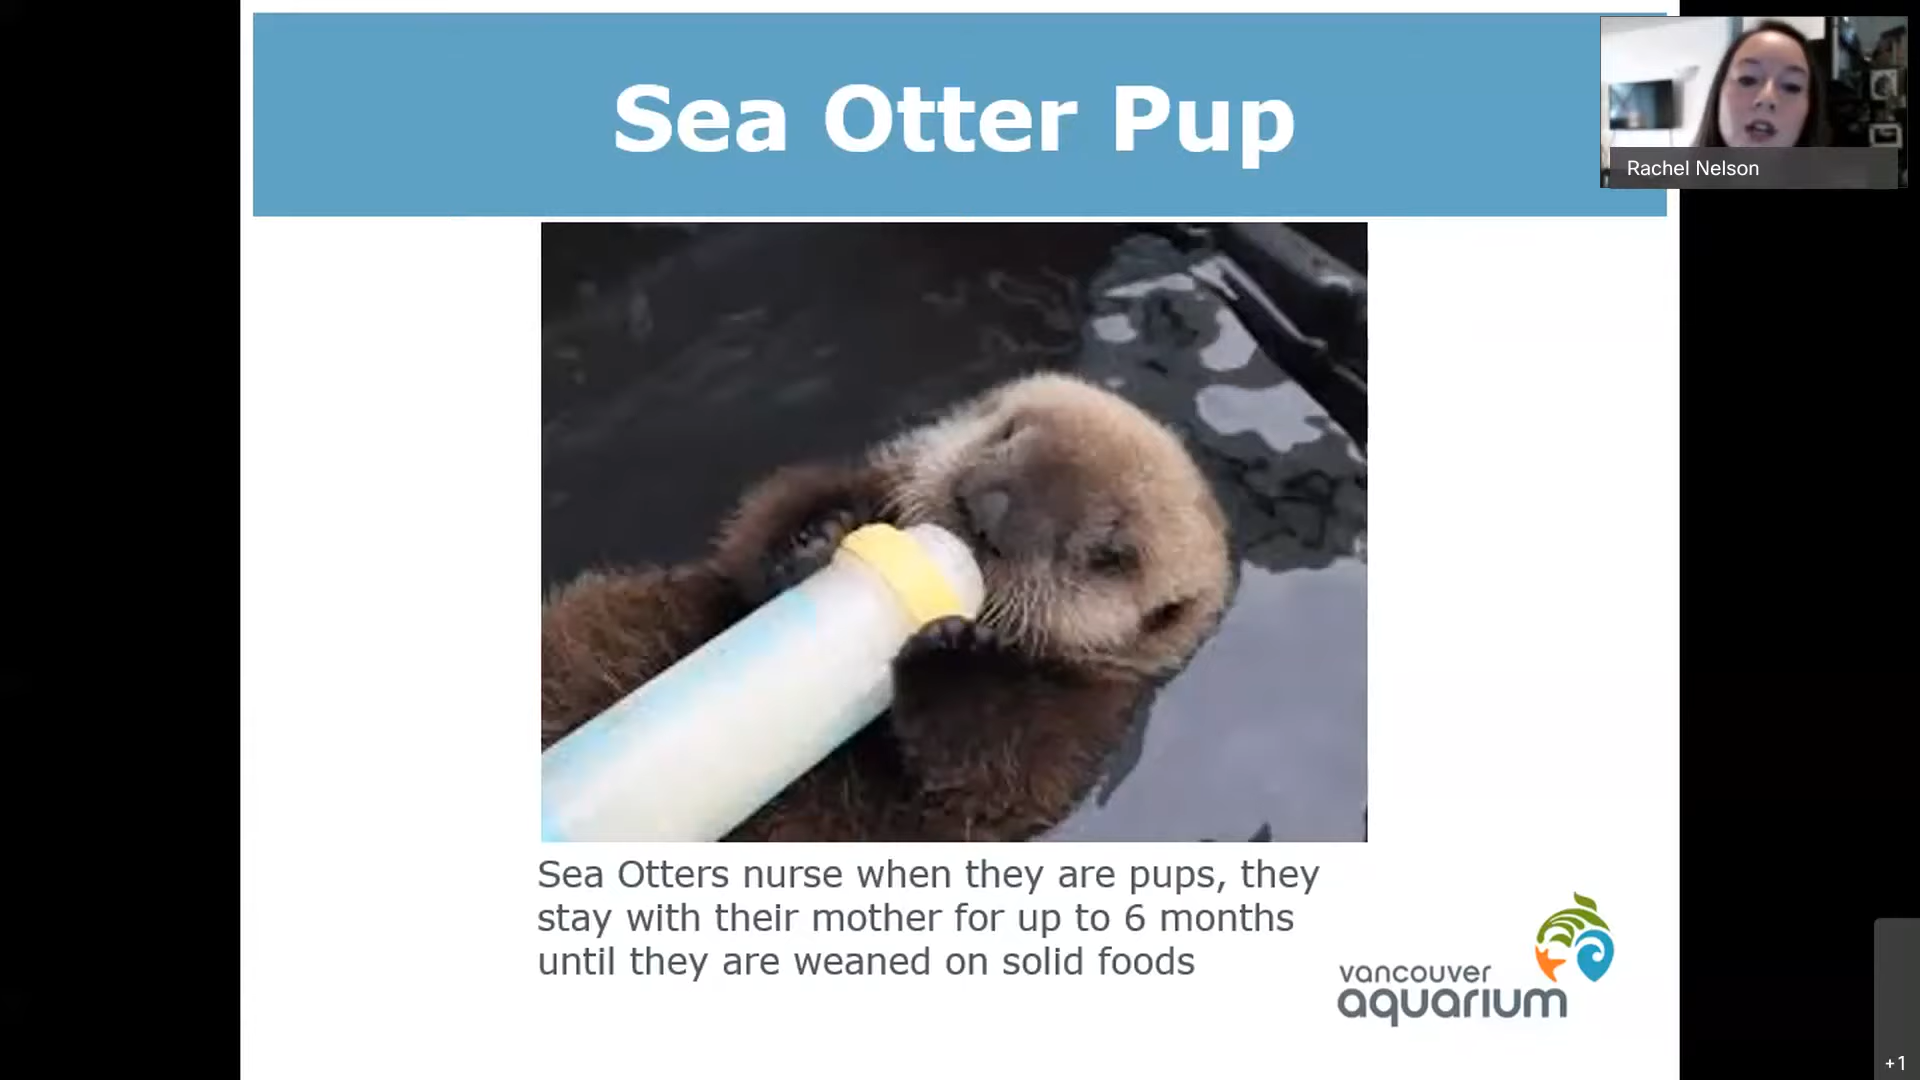 Sea Otter Pup
Rachel Nelson
Sea Otters nurse when they are pups, they
stay with their mother for up to 6 months
until they are weaned on solid foods
vancouver
aquarium
+1